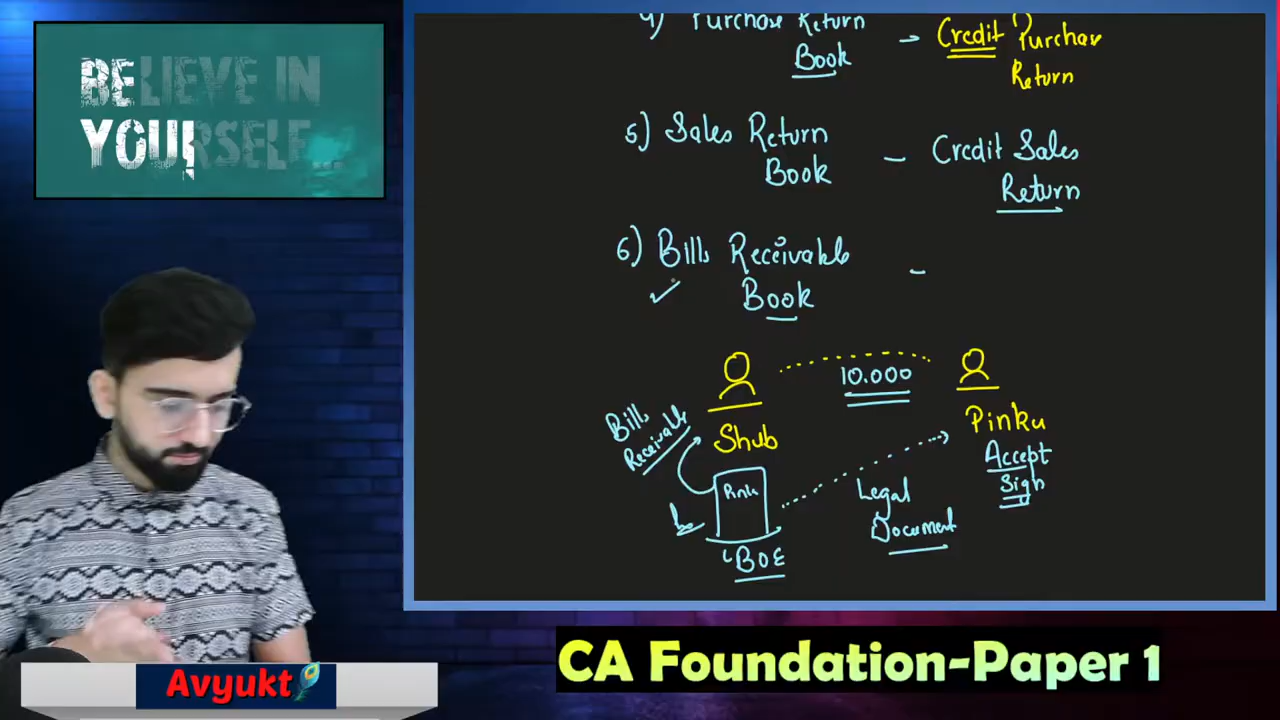 BELIEVE IN
YOURSELF
4) Purchase Return
Book
→ Credit Purchase
Return
5) Sales Return
Book
– Credit Sales
Return
6) Bills Receivable
Book
–
10.000
Bills
Receivable
Shub
Pinku
Accept
Sign
Legal
Document
BOE
Avyukt
CA Foundation-Paper 1